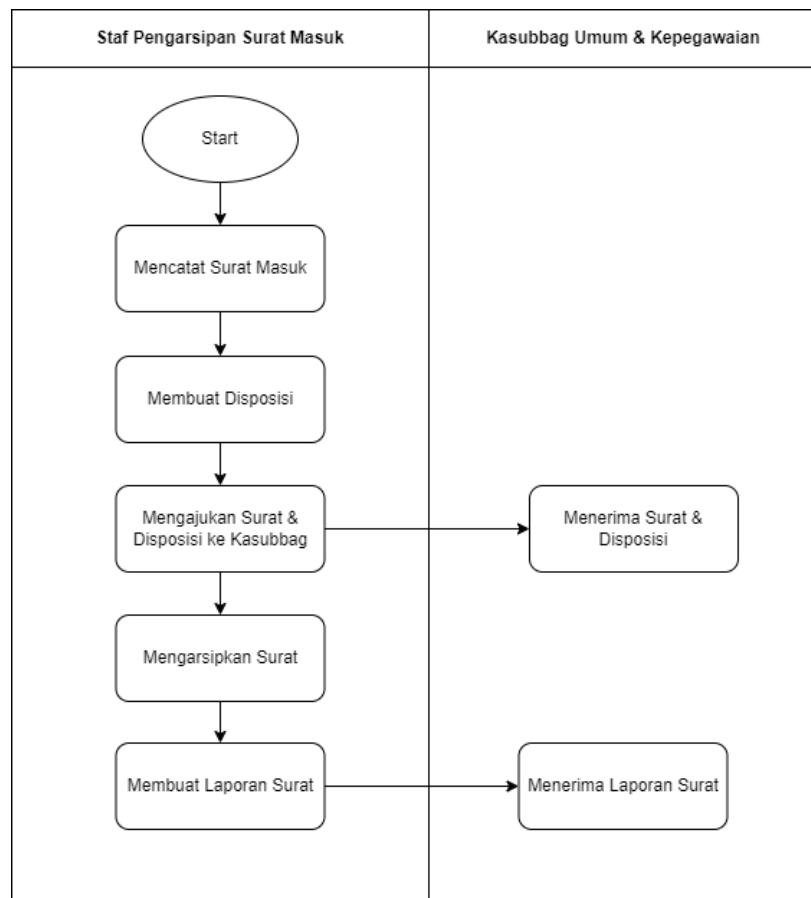 Staf Pengarsipan Surat Masuk
Kasubbag Umum & Kepegawaian
Start
Mencatat Surat Masuk
Membuat Disposisi
Mengajukan Surat &
Disposisi ke Kasubbag
Menerima Surat &
Disposisi
Mengarsipkan Surat
Membuat Laporan Surat
Menerima Laporan Surat